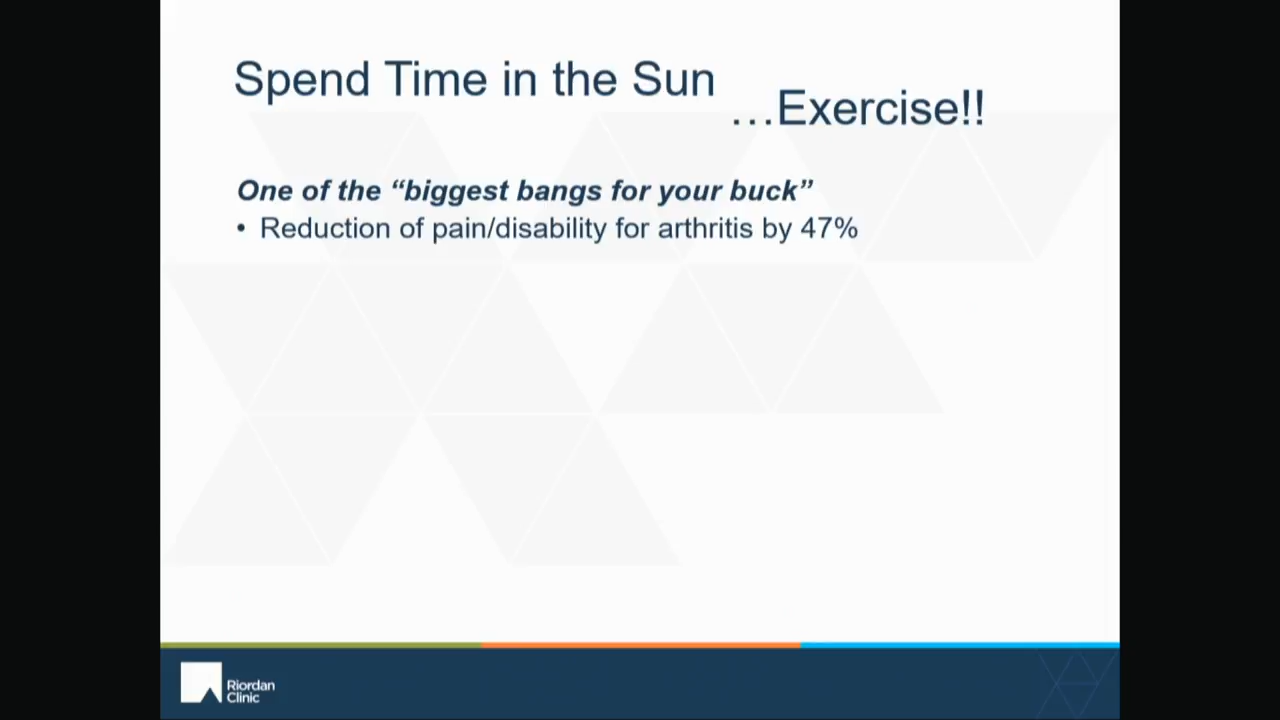 Spend Time in the Sun
…Exercise!!
One of the “biggest bangs for your buck”
• Reduction of pain/disability for arthritis by 47%
Riordan
Clinic